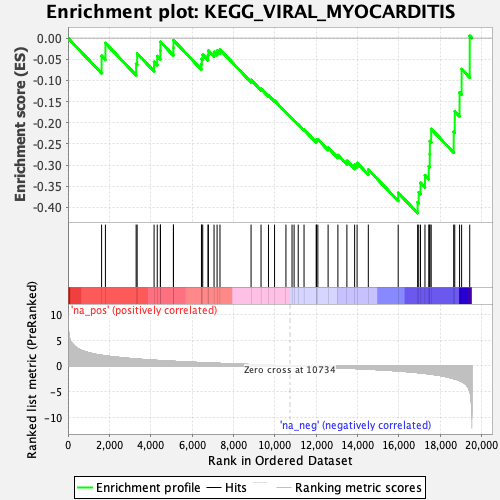 Enrichment plot: KEGG_VIRAL_MYOCARDITIS
Enrichment score (ES)
0.00
-0.05
-0.10
-0.15
-0.20
-0.25
-0.30
-0.35
-0.40
'na_pos' (positively correlated)
Ranked list metric (PreRanked)
10
5
0
-5
-10
Zero cross at 10734
'na_neg' (negatively correlated)
0 2,000 4,000 6,000 8,000 10,000 12,000 14,000 16,000 18,000 20,000
Rank in Ordered Dataset
Enrichment profile Hits Ranking metric scores